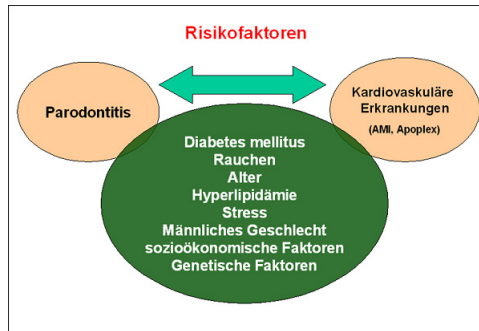 Risikofaktoren
Parodontitis
Kardiovaskuläre
Erkrankungen
(AMI, Apoplex)
Diabetes mellitus
Rauchen
Alter
Hyperlipidämie
Stress
Männliches Geschlecht
sozioökonomische Faktoren
Genetische Faktoren